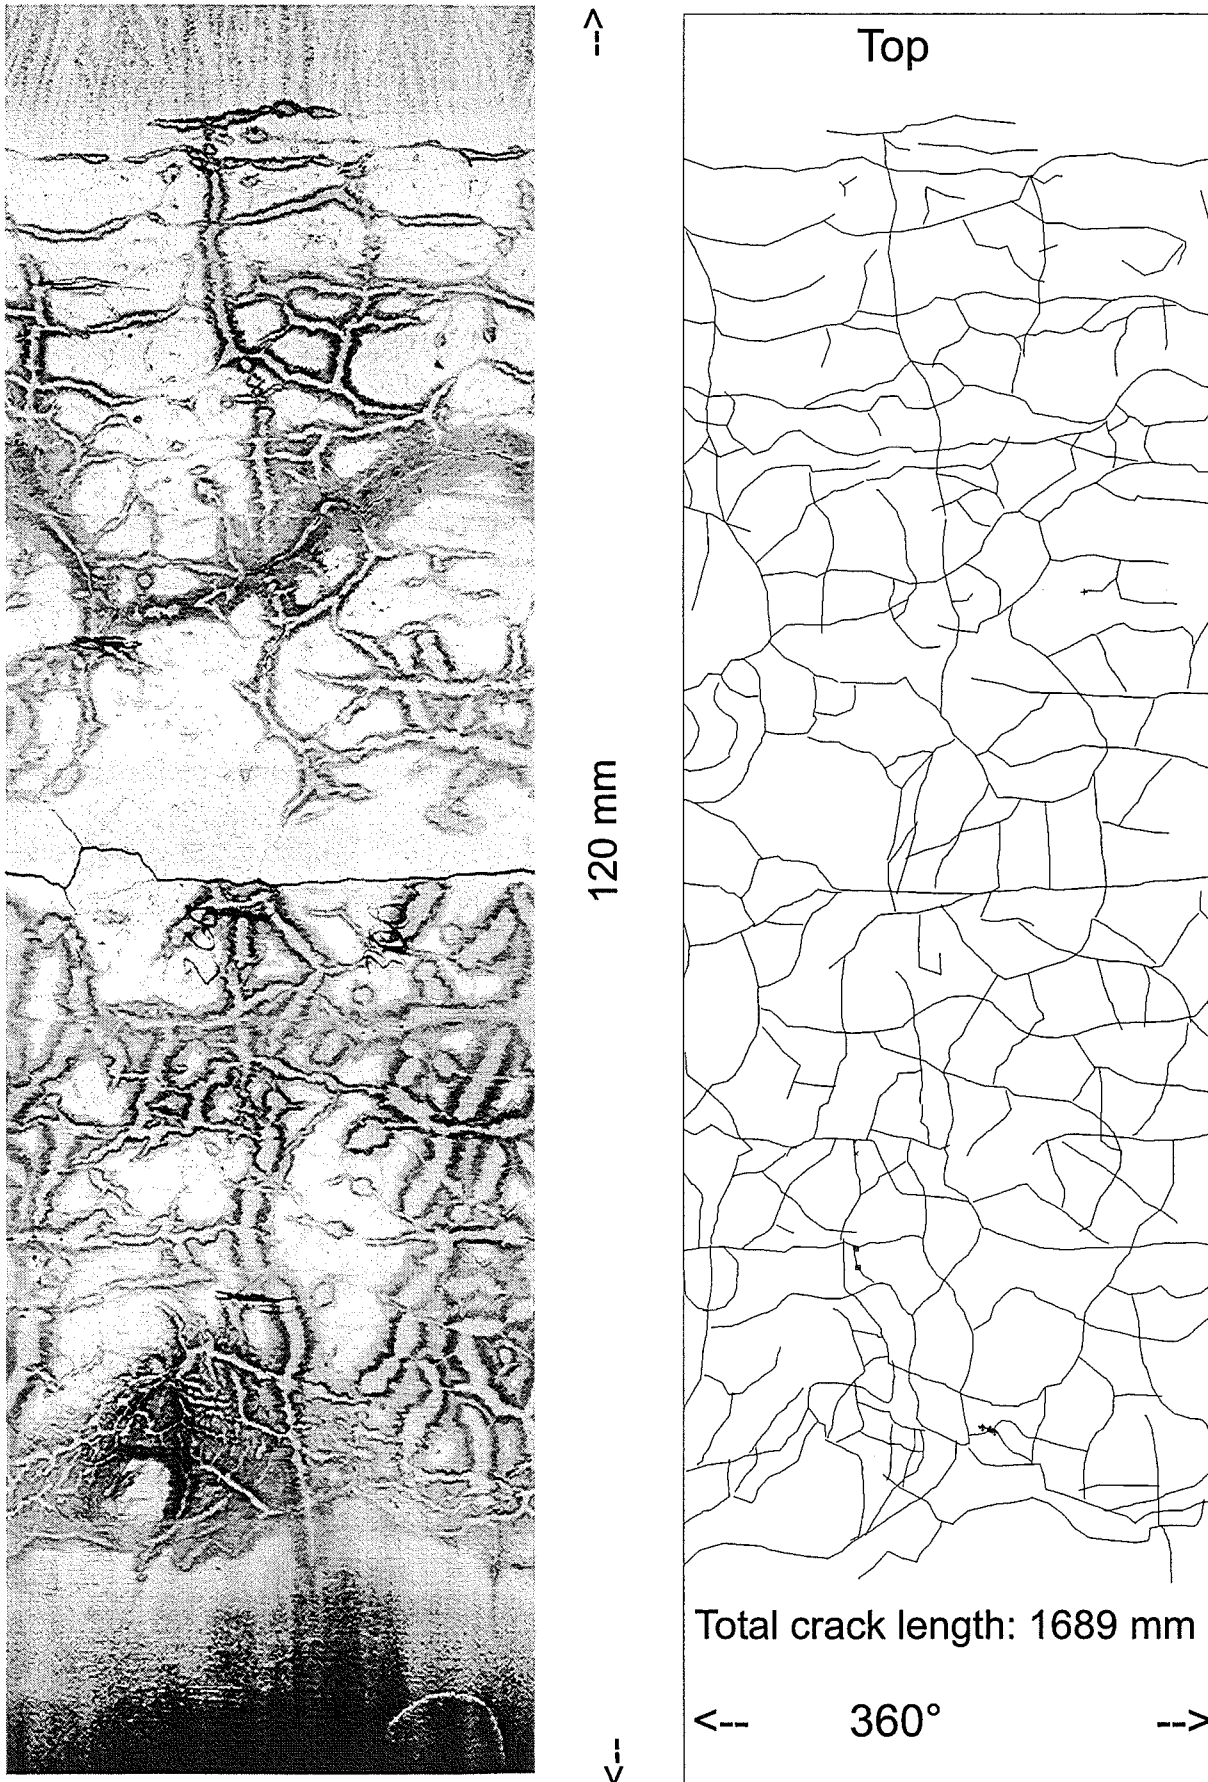 -->
Top
120 mm
Total crack length: 1689 mm
<-- 360° -->
<--